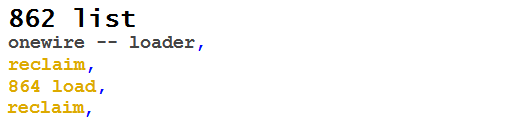 862 list
onewire -- loader,
reclaim,
864 load,
reclaim,